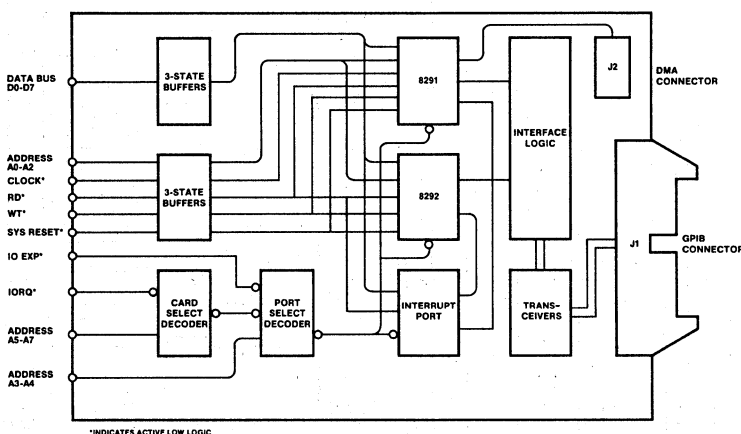 DATA BUS
D0-D7
3-STATE
BUFFERS
8291
J2
DMA
CONNECTOR
INTERFACE
LOGIC
ADDRESS
A0-A2
CLOCK*
RD*
WT*
SYS RESET*
3-STATE
BUFFERS
8292
IO EXP*
IORQ*
ADDRESS
A5-A7
ADDRESS
A3-A4
CARD
SELECT
DECODER
PORT
SELECT
DECODER
INTERRUPT
PORT
TRANS-
CEIVERS
J1
GPIB
CONNECTOR
*INDICATES ACTIVE LOW LOGIC